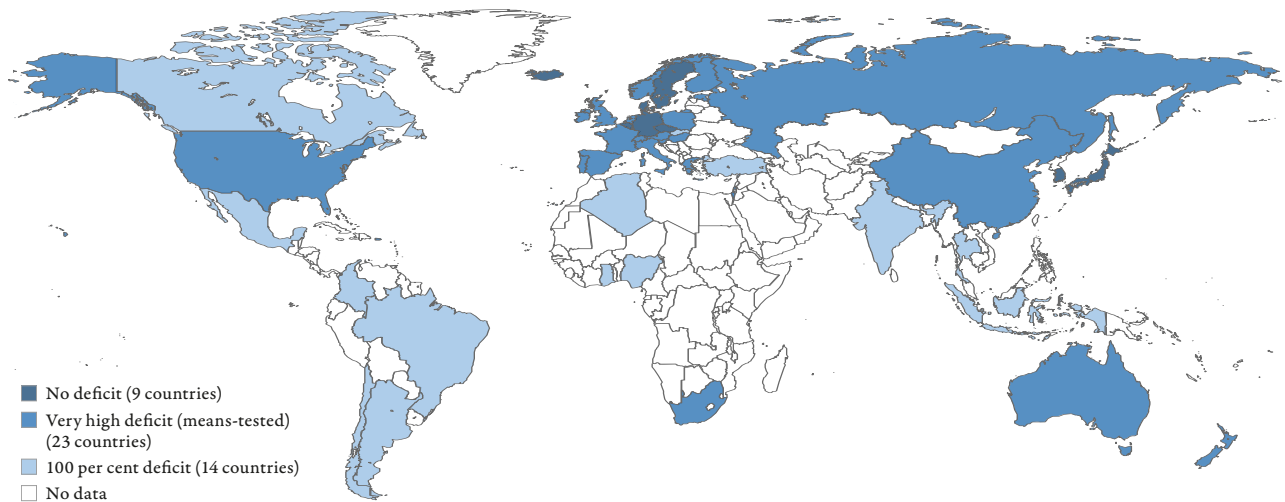 No deficit (9 countries)
Very high deficit (means-tested)
(23 countries)
100 per cent deficit (14 countries)
No data